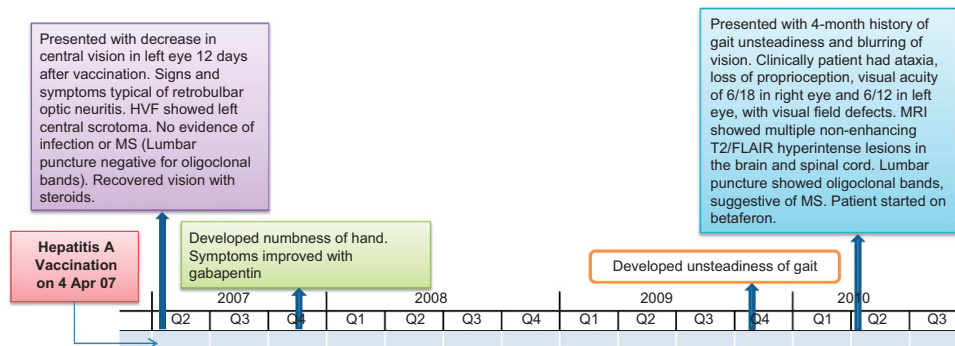 Presented with decrease in
central vision in left eye 12 days
after vaccination. Signs and
symptoms typical of retrobulbar
optic neuritis. HVF showed left
central scrotoma. No evidence of
infection or MS (Lumbar
puncture negative for oligoclonal
bands). Recovered vision with
steroids.
Presented with 4-month history of
gait unsteadiness and blurring of
vision. Clinically patient had ataxia,
loss of proprioception, visual acuity
of 6/18 in right eye and 6/12 in left
eye, with visual field defects. MRI
showed multiple non-enhancing
T2/FLAIR hyperintense lesions in
the brain and spinal cord. Lumbar
puncture showed oligoclonal bands,
suggestive of MS. Patient started on
betaferon.
Hepatitis A
Vaccination
on 4 Apr 07
Developed numbness of hand.
Symptoms improved with
gabapentin
Developed unsteadiness of gait
2007 2008 2009 2010
Q2 Q3 Q4 Q1 Q2 Q3 Q4 Q1 Q2 Q3 Q4 Q1 Q2 Q3